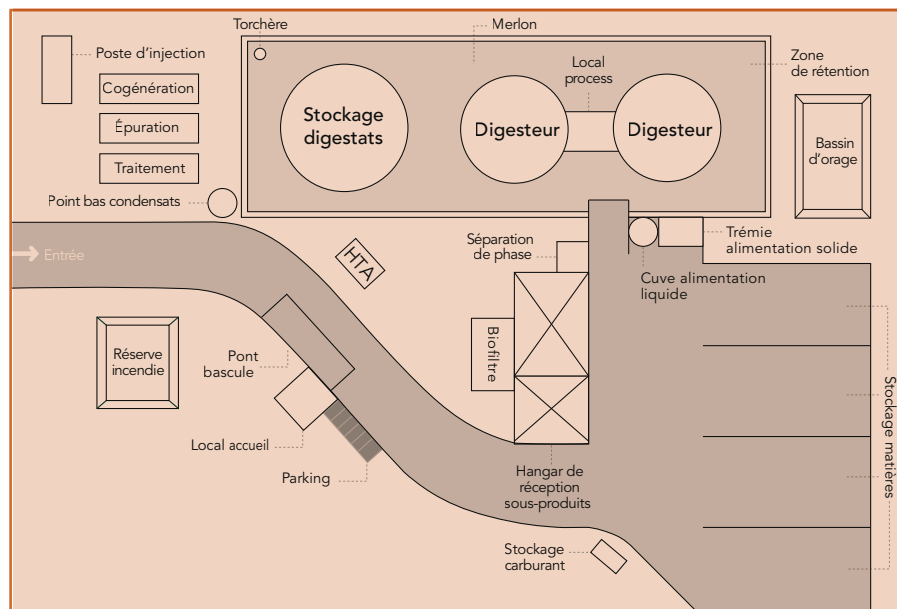 Torchère
Merlon
Poste d'injection
Local
process
Zone
de rétention
Cogénération
Stockage
digestats
Digesteur
Digesteur
Épuration
Bassin
d'orage
Traitement
Point bas condensats
Entrée
HTA
Séparation
de phase
Trémie
alimentation solide
Cuve alimentation
liquide
Réserve
incendie
Pont
bascule
Biofiltre
Stockage matières
Local accueil
Parking
Hangar de
réception
sous-produits
Stockage
carburant